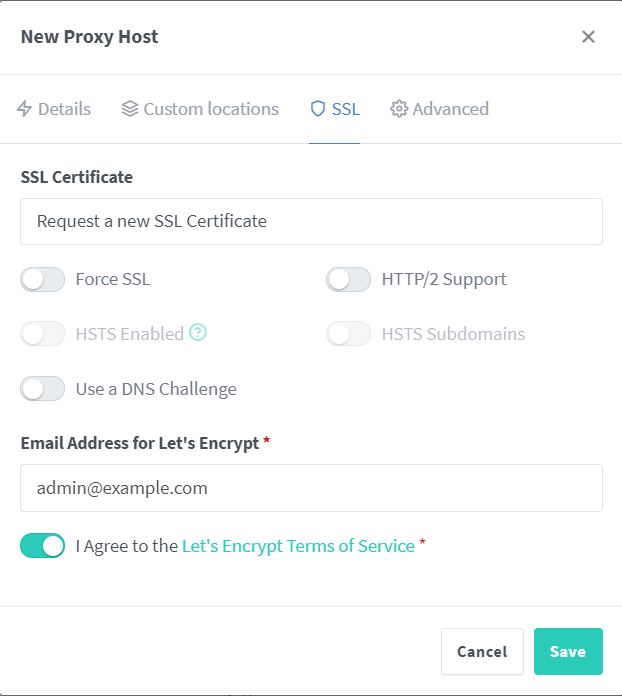 New Proxy Host
Details Custom locations SSL Advanced
SSL Certificate
Request a new SSL Certificate
Force SSL HTTP/2 Support
HSTS Enabled HSTS Subdomains
Use a DNS Challenge
Email Address for Let's Encrypt *
admin@example.com
I Agree to the Let's Encrypt Terms of Service *
Cancel Save